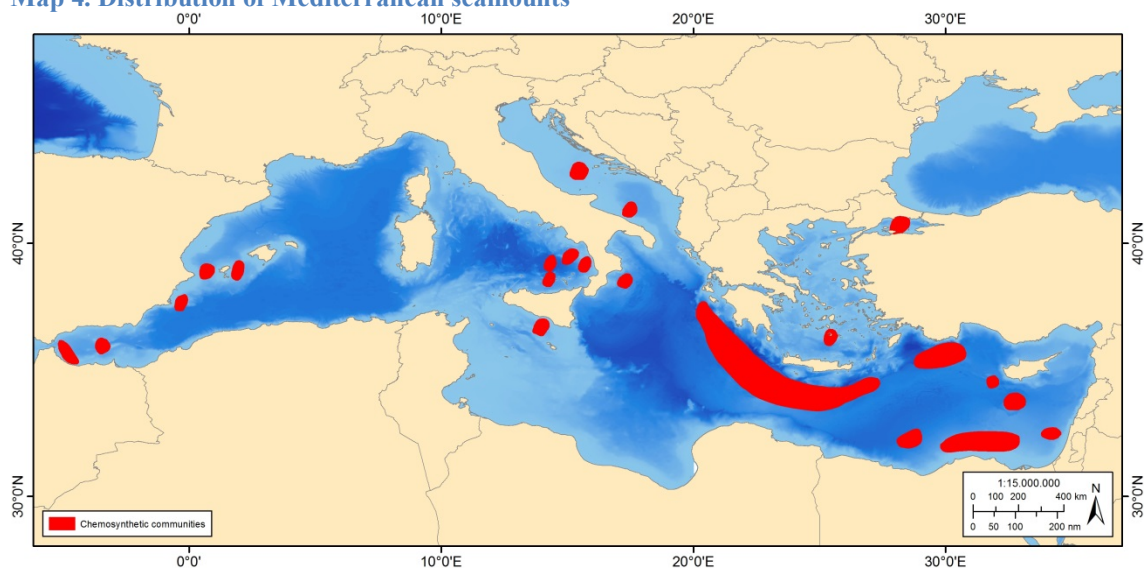 Map 4. Distribution of Mediterranean seamounts
0°0' 10°0'E 20°0'E 30°0'E
40°0'N 40°0'N
30°0'N 30°0'N
Chemosynthetic communities
1:15.000.000
0 100 200 400 km
0 50 100 200 nm
N
0°0' 10°0'E 20°0'E 30°0'E